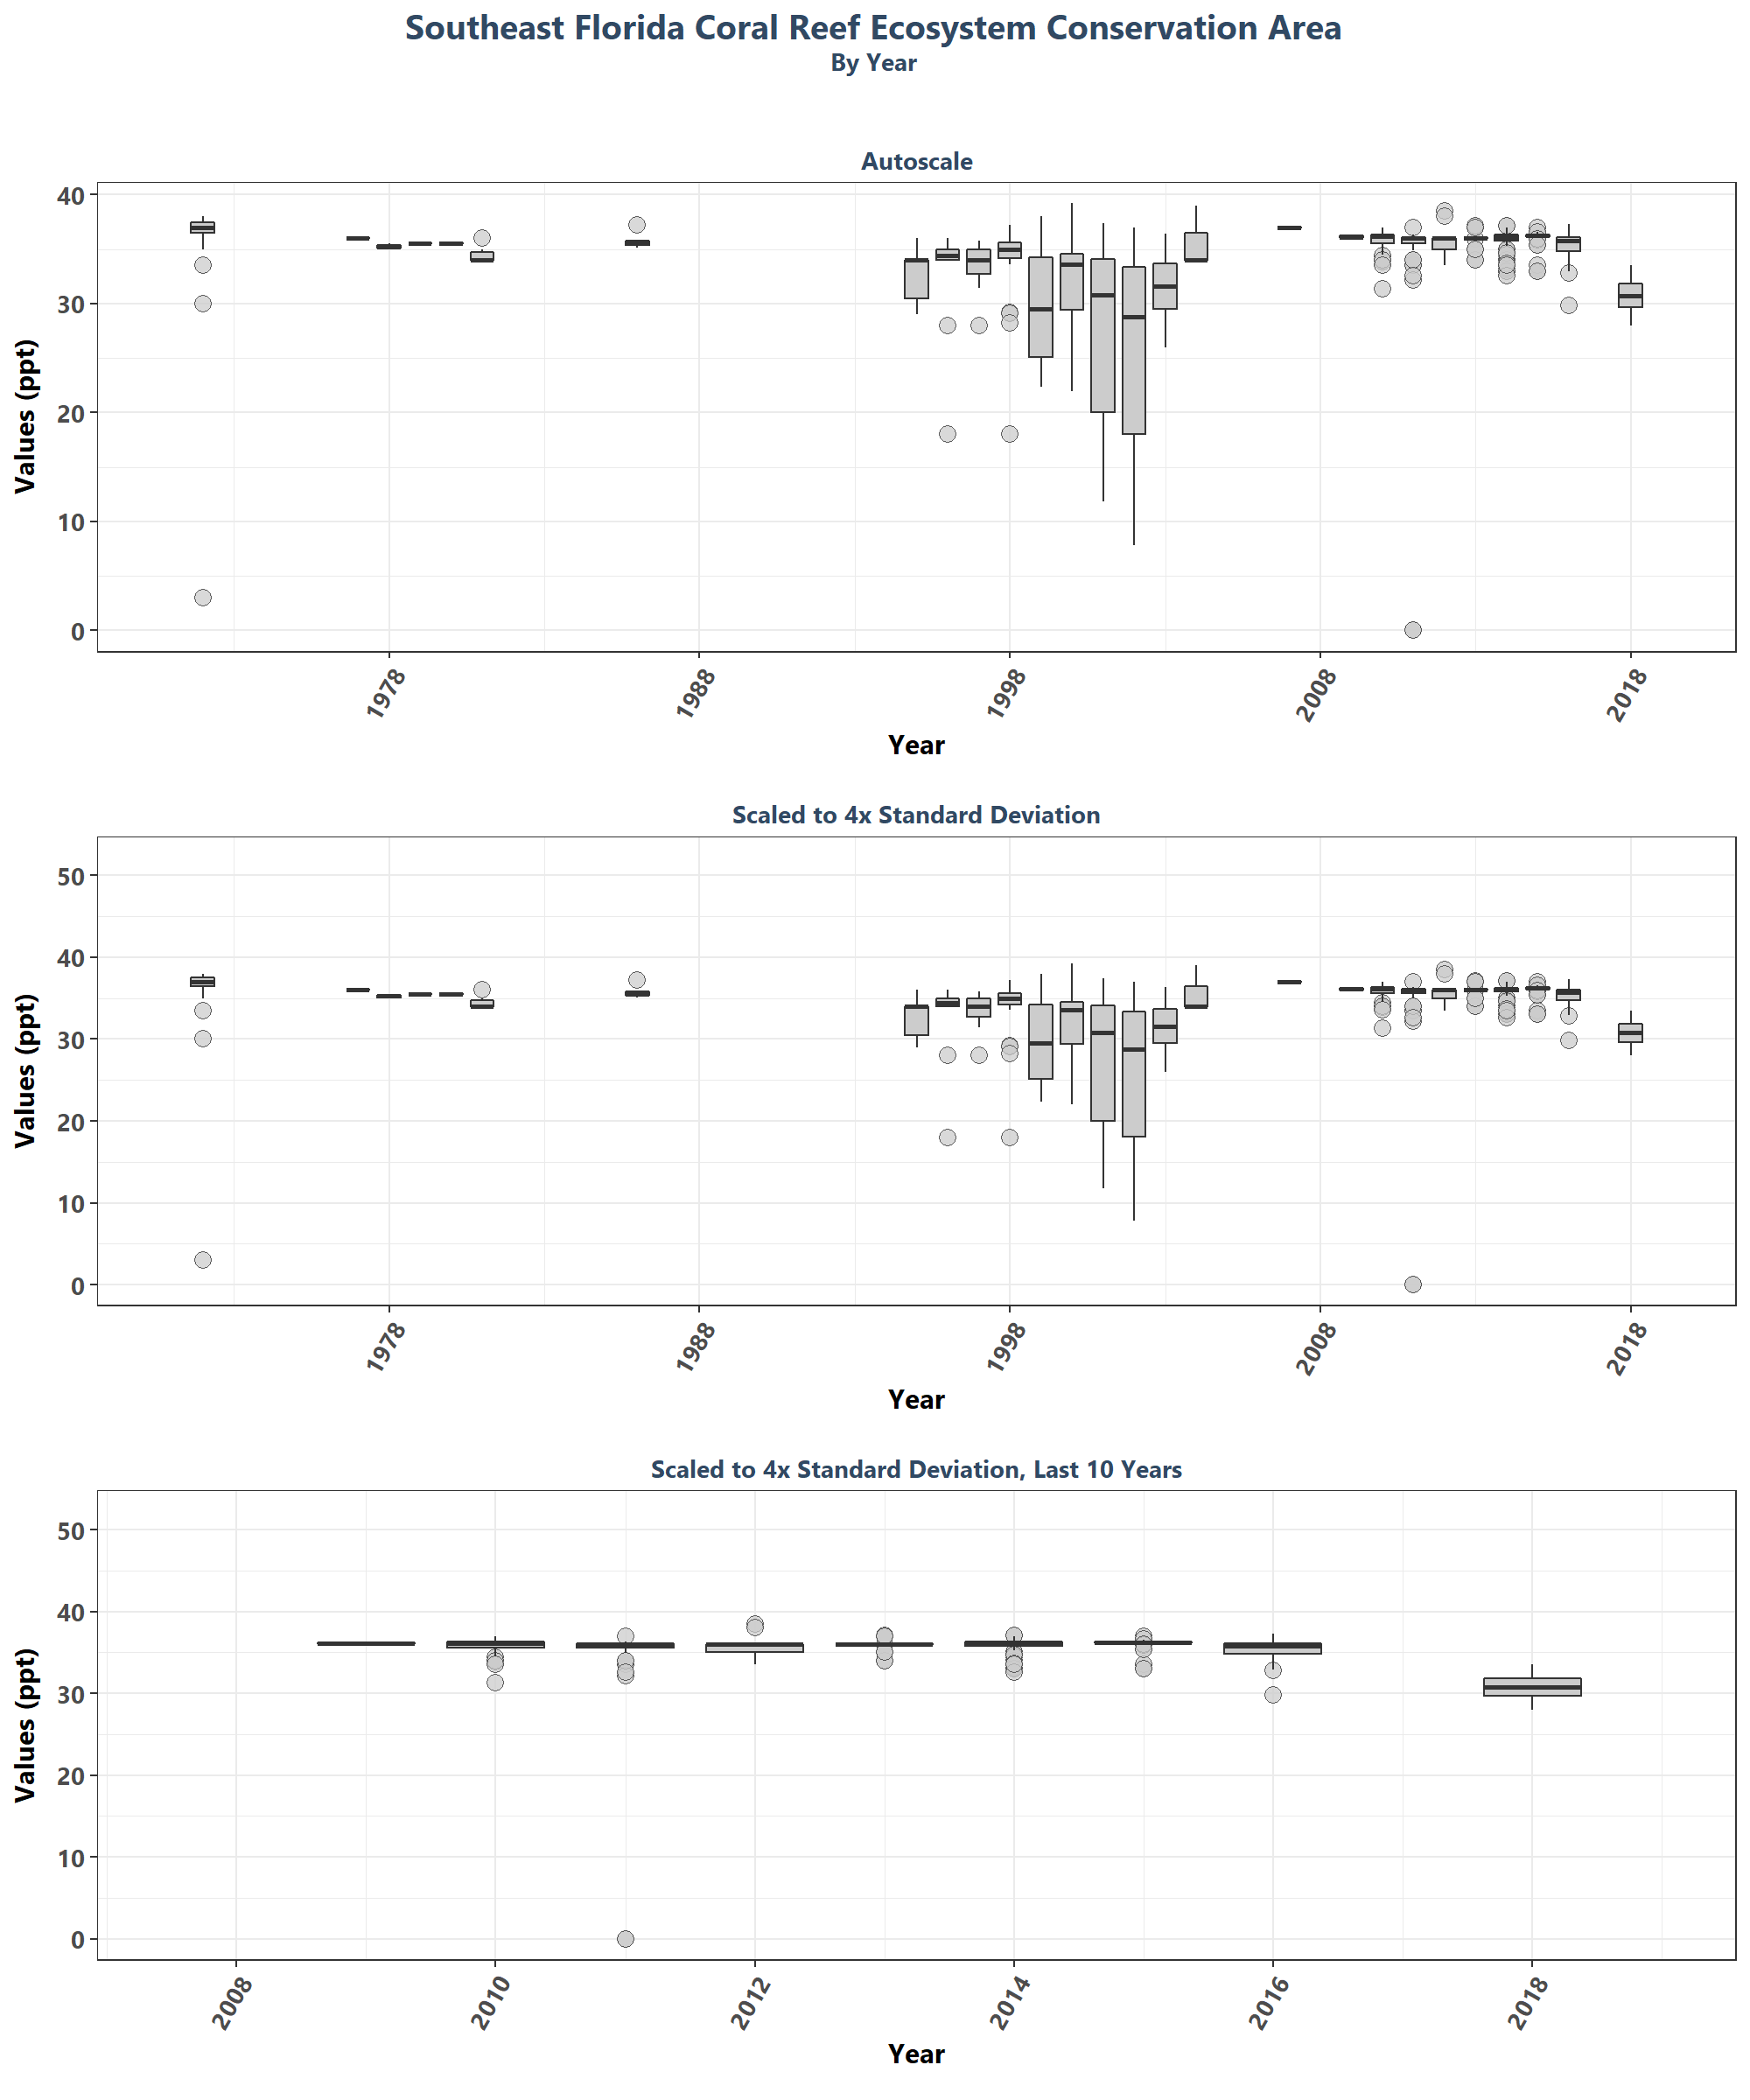 Southeast Florida Coral Reef Ecosystem Conservation Area
By Year
Autoscale
40
30
20
10
0
Values (ppt)
1978 1988 1998 2008 2018
Year
Scaled to 4x Standard Deviation
50
40
30
20
10
0
Values (ppt)
1978 1988 1998 2008 2018
Year
Scaled to 4x Standard Deviation, Last 10 Years
50
40
30
20
10
0
Values (ppt)
2008 2010 2012 2014 2016 2018
Year